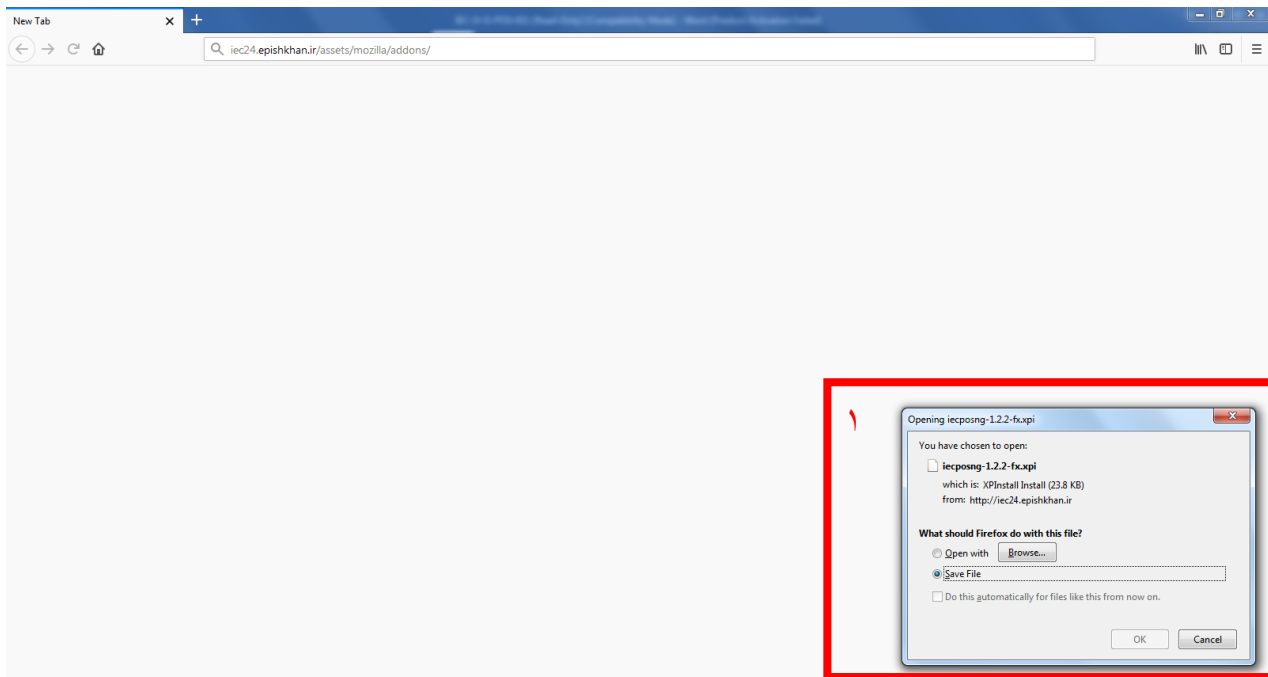 New Tab
iec24.epishkhan.ir/assets/mozilla/addons/
۱
Opening iecposng-1.2.2-fx.xpi
You have chosen to open:
iecposng-1.2.2-fx.xpi
which is: XPInstall Install (23.8 KB)
from: http://iec24.epishkhan.ir
What should Firefox do with this file?
Open with Browse...
Save File
Do this automatically for files like this from now on.
OK Cancel